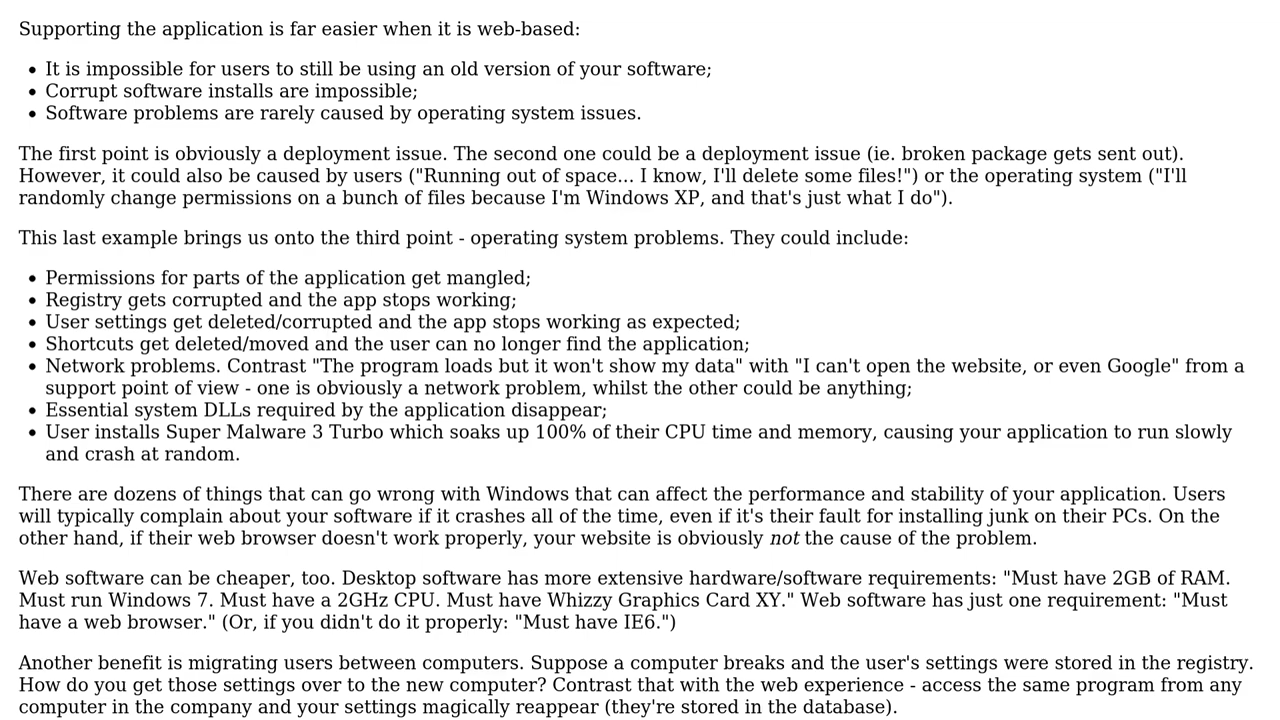 Supporting the application is far easier when it is web-based:
• It is impossible for users to still be using an old version of your software;
• Corrupt software installs are impossible;
• Software problems are rarely caused by operating system issues.
The first point is obviously a deployment issue. The second one could be a deployment issue (ie. broken package gets sent out).
However, it could also be caused by users ("Running out of space... I know, I'll delete some files!") or the operating system ("I'll
randomly change permissions on a bunch of files because I'm Windows XP, and that's just what I do").
This last example brings us onto the third point - operating system problems. They could include:
• Permissions for parts of the application get mangled;
• Registry gets corrupted and the app stops working;
• User settings get deleted/corrupted and the app stops working as expected;
• Shortcuts get deleted/moved and the user can no longer find the application;
• Network problems. Contrast "The program loads but it won't show my data" with "I can't open the website, or even Google" from a
support point of view - one is obviously a network problem, whilst the other could be anything;
• Essential system DLLs required by the application disappear;
• User installs Super Malware 3 Turbo which soaks up 100% of their CPU time and memory, causing your application to run slowly
and crash at random.
There are dozens of things that can go wrong with Windows that can affect the performance and stability of your application. Users
will typically complain about your software if it crashes all of the time, even if it's their fault for installing junk on their PCs. On the
other hand, if their web browser doesn't work properly, your website is obviously not the cause of the problem.
Web software can be cheaper, too. Desktop software has more extensive hardware/software requirements: "Must have 2GB of RAM.
Must run Windows 7. Must have a 2GHz CPU. Must have Whizzy Graphics Card XY." Web software has just one requirement: "Must
have a web browser." (Or, if you didn't do it properly: "Must have IE6.")
Another benefit is migrating users between computers. Suppose a computer breaks and the user's settings were stored in the registry.
How do you get those settings over to the new computer? Contrast that with the web experience - access the same program from any
computer in the company and your settings magically reappear (they're stored in the database).